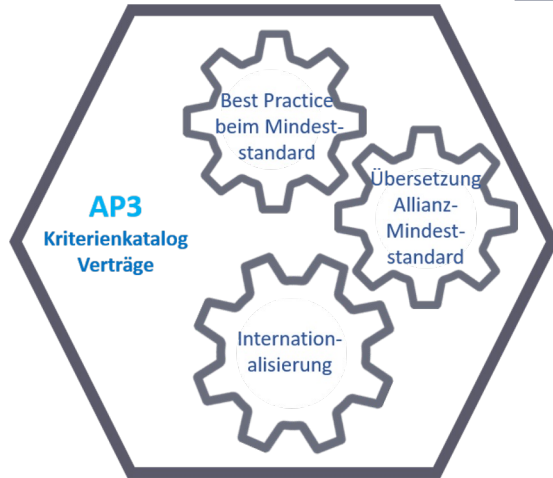 Best Practice
beim Mindest-
standard
Übersetzung
Allianz-
Mindest-
standard
AP3
Kriterienkatalog
Verträge
Internation-
alisierung